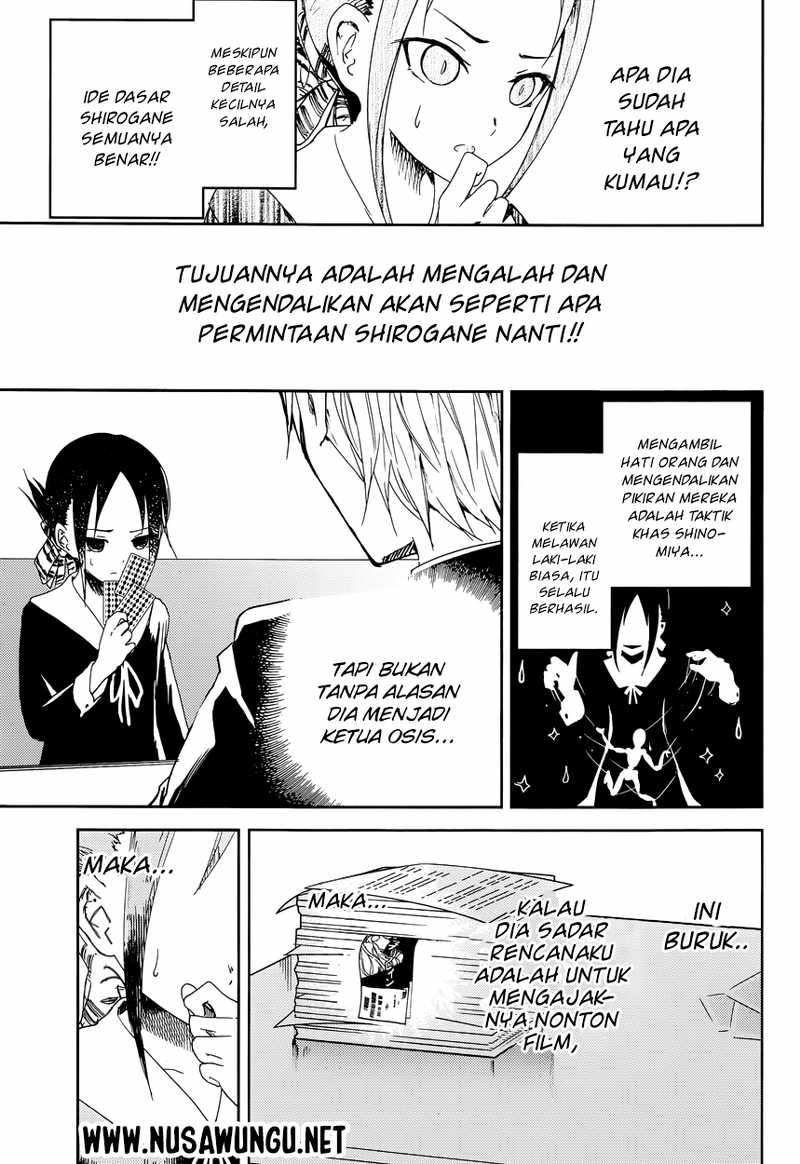 APA DIA
SUDAH
TAHU APA
YANG
KUMAU!?
MESKIPUN
BEBERAPA
DETAIL
KECILNYA
SALAH,
IDE DASAR
SHIROGANE
SEMUANYA
BENAR!!
TUJUANNYA ADALAH MENGALAH DAN
MENGENDALIKAN AKAN SEPERTI APA
PERMINTAAN SHIROGANE NANTI!!
MENGAMBIL
HATI ORANG DAN
MENGENDALIKAN
PIKIRAN MEREKA
ADALAH TAKTIK
KHAS SHINO-
MIYA...
KETIKA
MELAWAN
LAKI-LAKI
BIASA, ITU
SELALU
BERHASIL.
TAPI BUKAN
TANPA ALASAN
DIA MENJADI
KETUA OSIS...
INI
BURUK..
KALAU
DIA SADAR
RENCANAKU
ADALAH UNTUK
MENGAJAK-
NYA NONTON
FILM,
MAKA...
MAKA...
WWW.NUSAWUNGU.NET